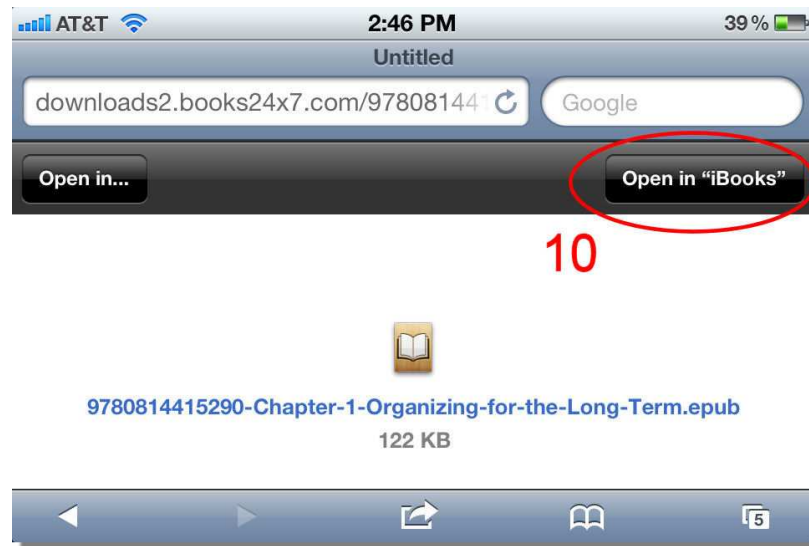 AT&T 2:46 PM 39%
Untitled
downloads2.books24x7.com/978081441 Google
Open in... Open in “iBooks”
10
9780814415290-Chapter-1-Organizing-for-the-Long-Term.epub
122 KB
5